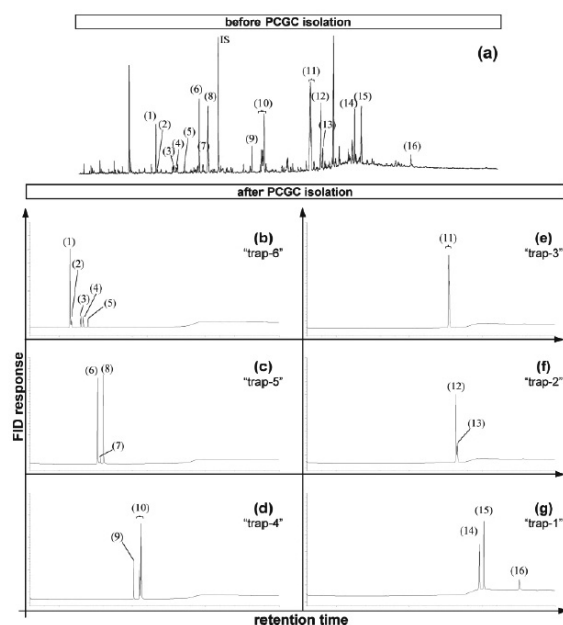 before PCGC isolation
IS
(a)
(1)
(2)
(3)
(4)
(5)
(6)
(7)
(8)
(9)
(10)
(11)
(12)
(13)
(14)
(15)
(16)
after PCGC isolation
(b)
"trap-6"
(1)
(2)
(3)
(4)
(5)
(e)
"trap-3"
(11)
(c)
"trap-5"
(6)
(8)
(7)
(f)
"trap-2"
(12)
(13)
(d)
"trap-4"
(10)
(9)
(g)
"trap-1"
(15)
(14)
(16)
FID response
retention time